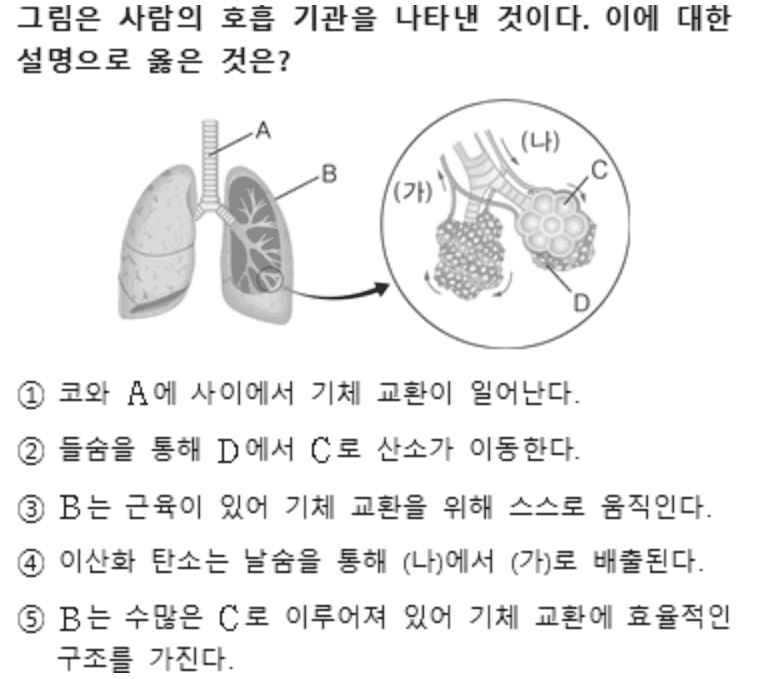 그림은 사람의 호흡 기관을 나타낸 것이다. 이에 대한
설명으로 옳은 것은?
A
B
(가)
(나)
C
D
① 코와 A에 사이에서 기체 교환이 일어난다.
② 들숨을 통해 D에서 C로 산소가 이동한다.
③ B는 근육이 있어 기체 교환을 위해 스스로 움직인다.
④ 이산화 탄소는 날숨을 통해 (나)에서 (가)로 배출된다.
⑤ B는 수많은 C로 이루어져 있어 기체 교환에 효율적인
구조를 가진다.